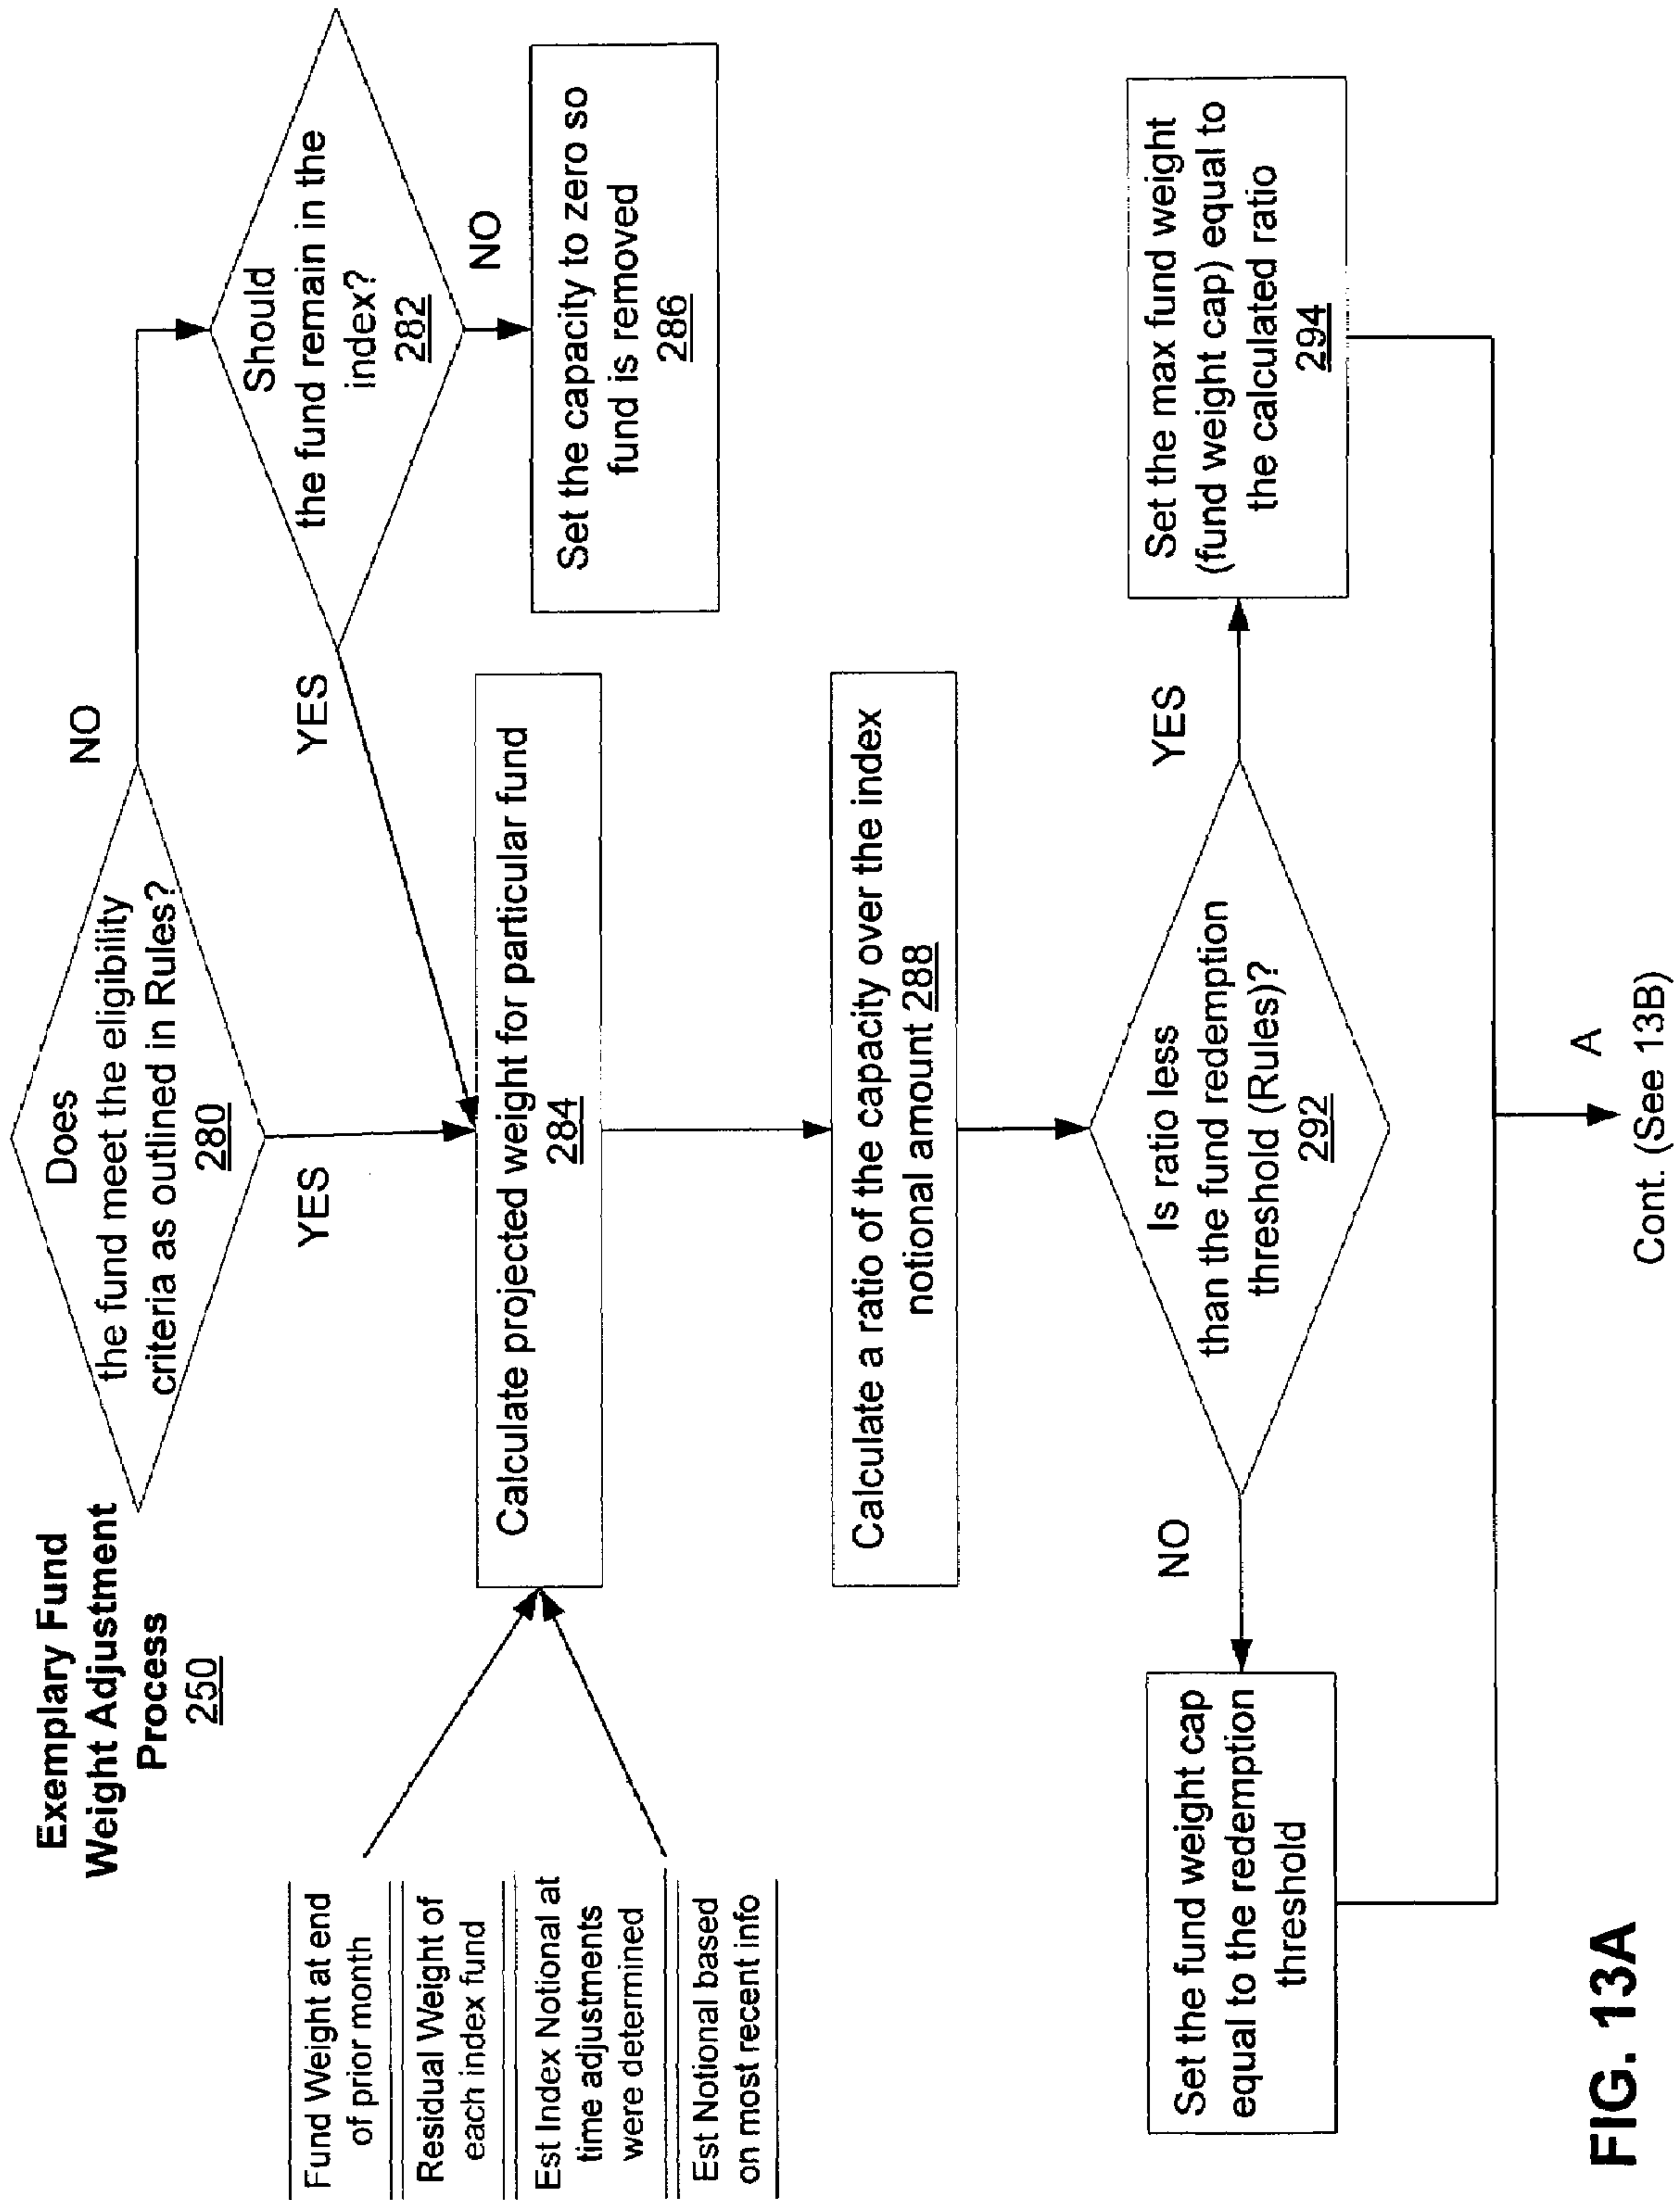 Exemplary Fund
Weight Adjustment
Process
250
Does
the fund meet the eligibility
criteria as outlined in Rules?
280
NO
YES
Should
the fund remain in the
index?
282
YES
NO
Set the capacity to zero so
fund is removed
286
Fund Weight at end
of prior month
Residual Weight of
each index fund
Est Index Notional at
time adjustments
were determined
Est Notional based
on most recent info
Calculate projected weight for particular fund
284
Calculate a ratio of the capacity over the index
notional amount 288
Is ratio less
than the fund redemption
threshold (Rules)?
292
NO
YES
Set the fund weight cap
equal to the redemption
threshold
Set the max fund weight
(fund weight cap) equal to
the calculated ratio
294
A
Cont. (See 13B)
FIG. 13A